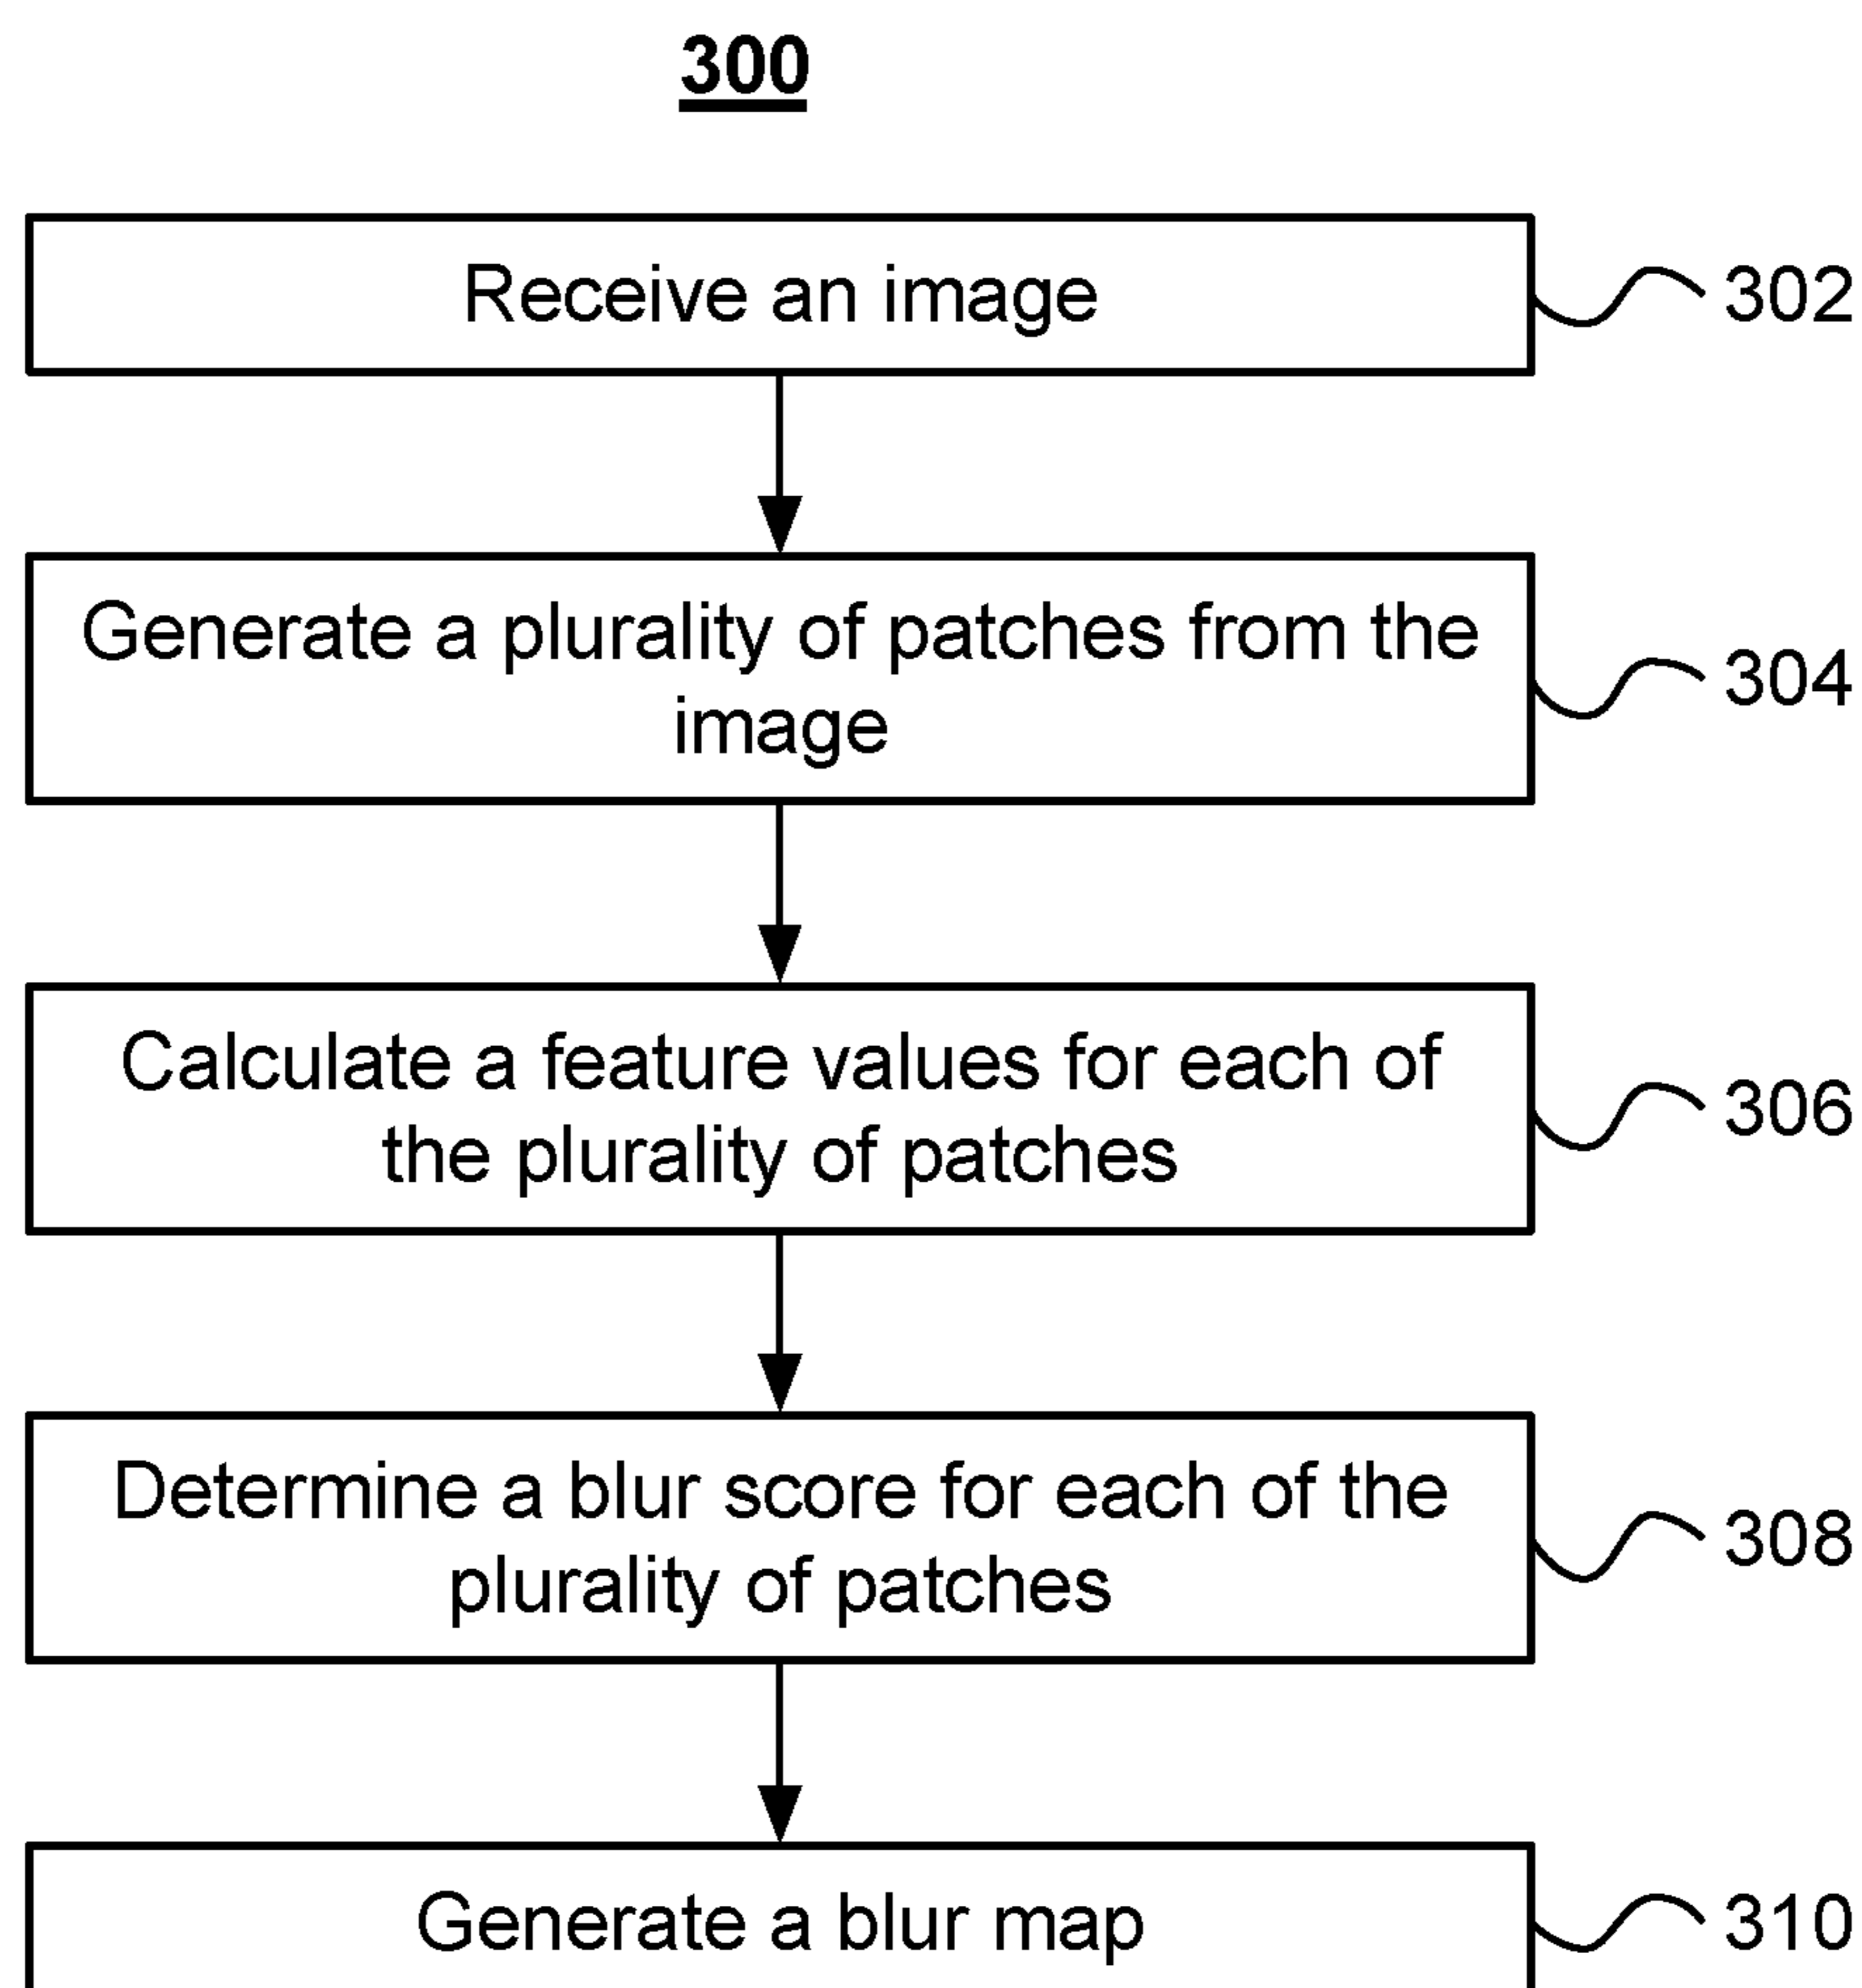 300
Receive an image
302
Generate a plurality of patches from the
image
304
Calculate a feature values for each of
the plurality of patches
306
Determine a blur score for each of the
plurality of patches
308
Generate a blur map
310